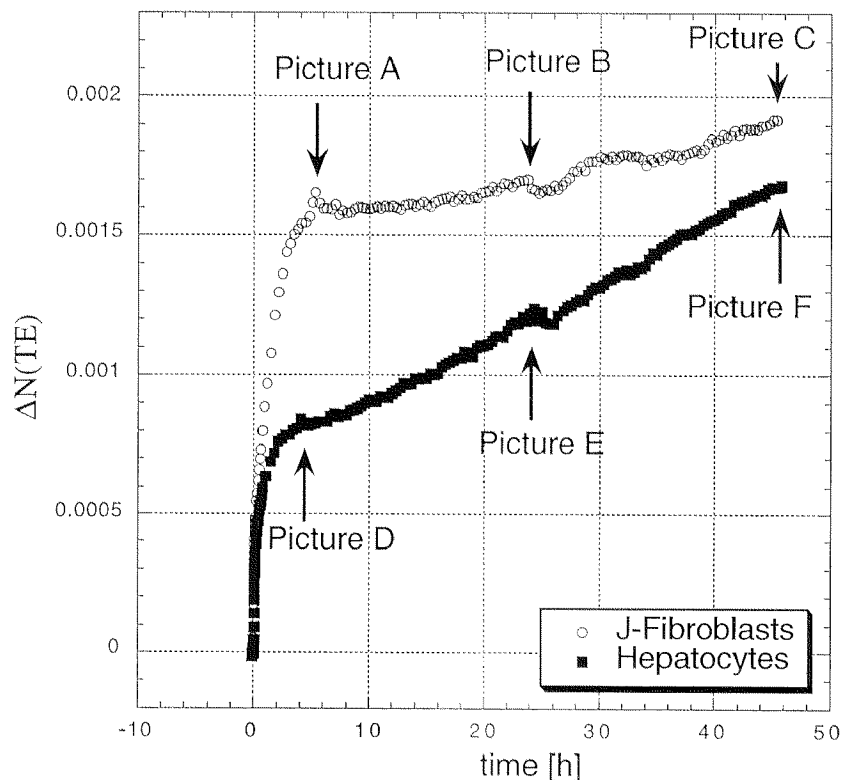 Picture A
Picture B
Picture C
0.002
0.0015
0.001
0.0005
0
ΔN(TE)
Picture D
Picture E
Picture F
J-Fibroblasts
Hepatocytes
-10 0 10 20 30 40 50
time [h]